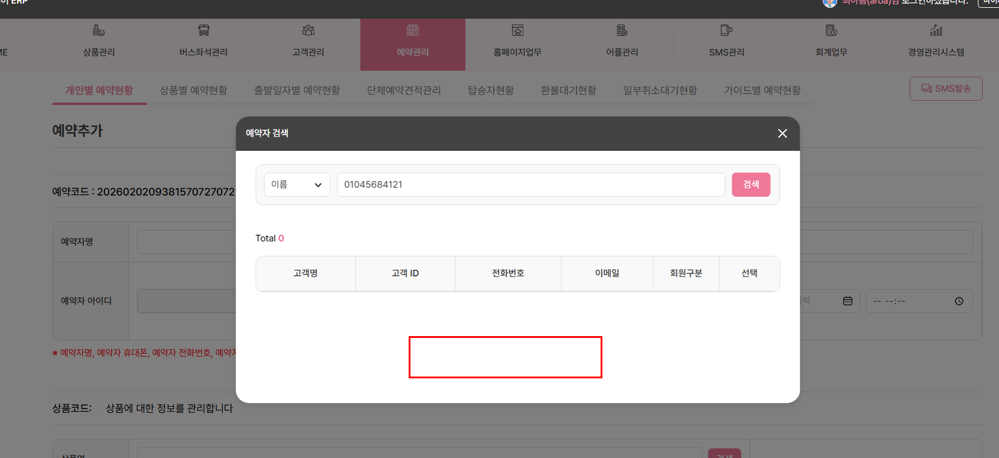 ERP
로그인하셨습니다.
상품관리
버스좌석관리
고객관리
예약관리
홈페이지업무
어플관리
SMS관리
회계업무
경영관리시스템
개인별 예약현황
상품별 예약현황
출발일자별 예약현황
단체예약견적관리
탑승자현황
환불대기현황
일부취소대기현황
가이드별 예약현황
SMS발송
예약추가
예약자 검색
이름
01045684121
검색
예약코드 : 2026020209381570727072
Total 0
예약자명
고객명
고객 ID
전화번호
이메일
회원구분
선택
예약자 아이디
-- --:--
※ 예약자명, 예약자 휴대폰, 예약자 전화번호, 예약자
상품코드:
상품에 대한 정보를 관리합니다
상품명
검색